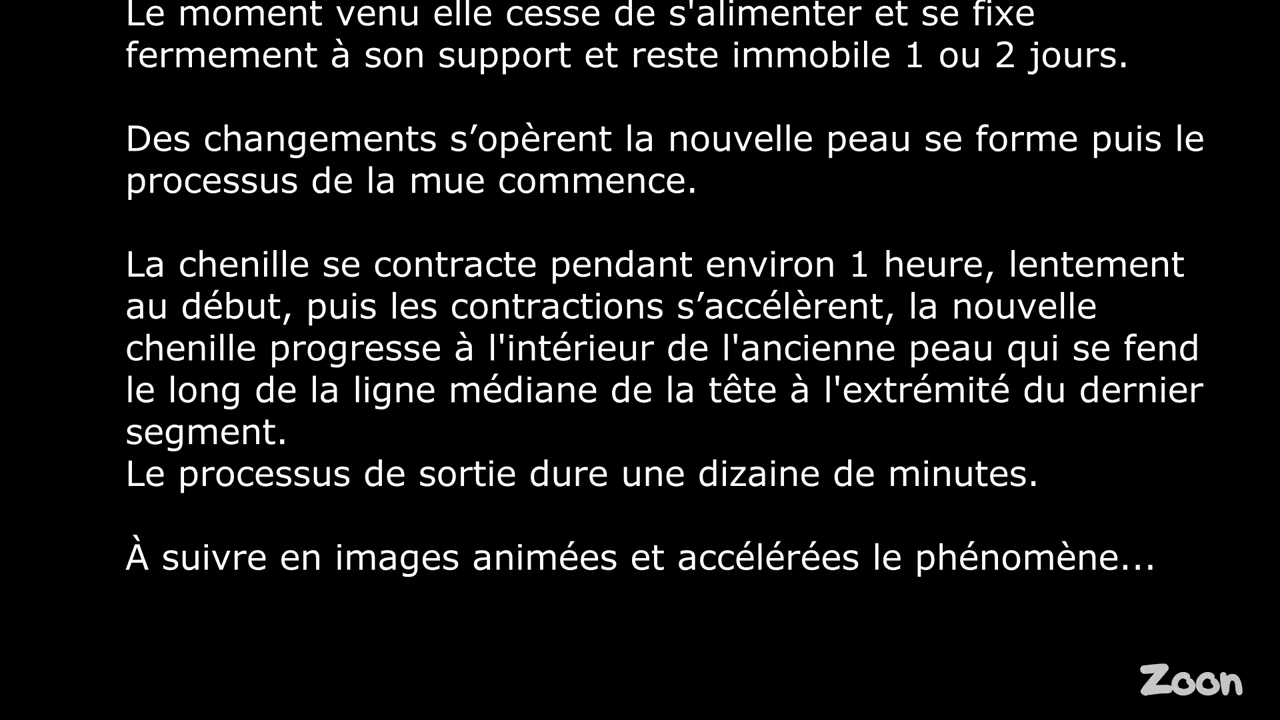 Le moment venu elle cesse de s'alimenter et se fixe
fermement à son support et reste immobile 1 ou 2 jours.
Des changements s’opèrent la nouvelle peau se forme puis le
processus de la mue commence.
La chenille se contracte pendant environ 1 heure, lentement
au début, puis les contractions s’accélèrent, la nouvelle
chenille progresse à l'intérieur de l'ancienne peau qui se fend
le long de la ligne médiane de la tête à l'extrémité du dernier
segment.
Le processus de sortie dure une dizaine de minutes.
À suivre en images animées et accélérées le phénomène...
Zoon